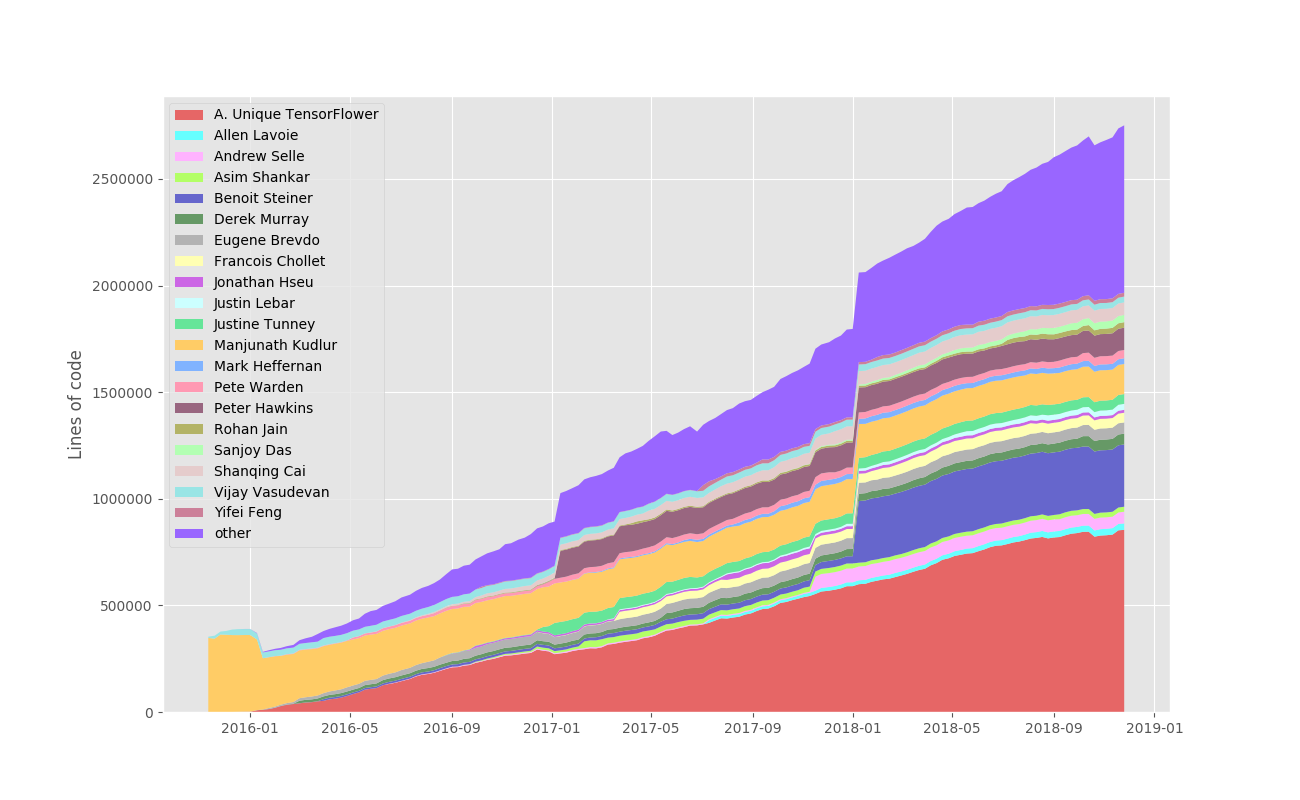 A. Unique TensorFlower
Allen Lavoie
Andrew Selle
Asim Shankar
Benoit Steiner
Derek Murray
Eugene Brevdo
Francois Chollet
Jonathan Hseu
Justin Lebar
Justine Tunney
Manjunath Kudlur
Mark Heffernan
Pete Warden
Peter Hawkins
Rohan Jain
Sanjoy Das
Shanqing Cai
Vijay Vasudevan
Yifei Feng
other
Lines of code
2500000
2000000
1500000
1000000
500000
0
2016-01 2016-05 2016-09 2017-01 2017-05 2017-09 2018-01 2018-05 2018-09 2019-01